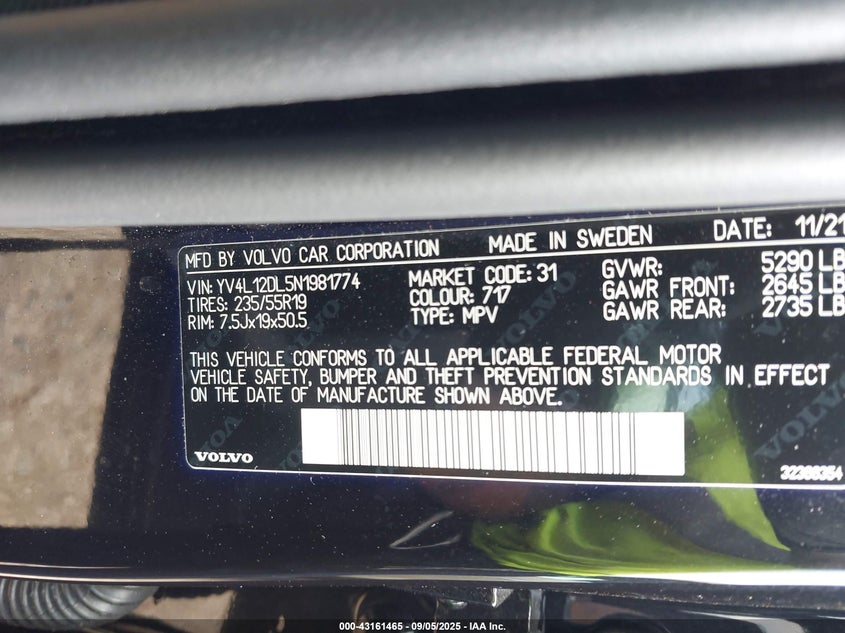 MFD BY VOLVO CAR CORPORATION MADE IN SWEDEN DATE: 11/21
VIN: YV4L12DL5N1981774 MARKET CODE: 31 GVWR: 5290 LB
TIRES: 235/55R19 COLOUR: 717 GAWR FRONT: 2645 LB
RIM: 7.5Jx19x50.5 TYPE: MPV GAWR REAR: 2735 LB
THIS VEHICLE CONFORMS TO ALL APPLICABLE FEDERAL MOTOR
VEHICLE SAFETY, BUMPER AND THEFT PREVENTION STANDARDS IN EFFECT
ON THE DATE OF MANUFACTURE SHOWN ABOVE.
VOLVO
VOLVO
000-43161465 - 09/05/2025 - IAA Inc.